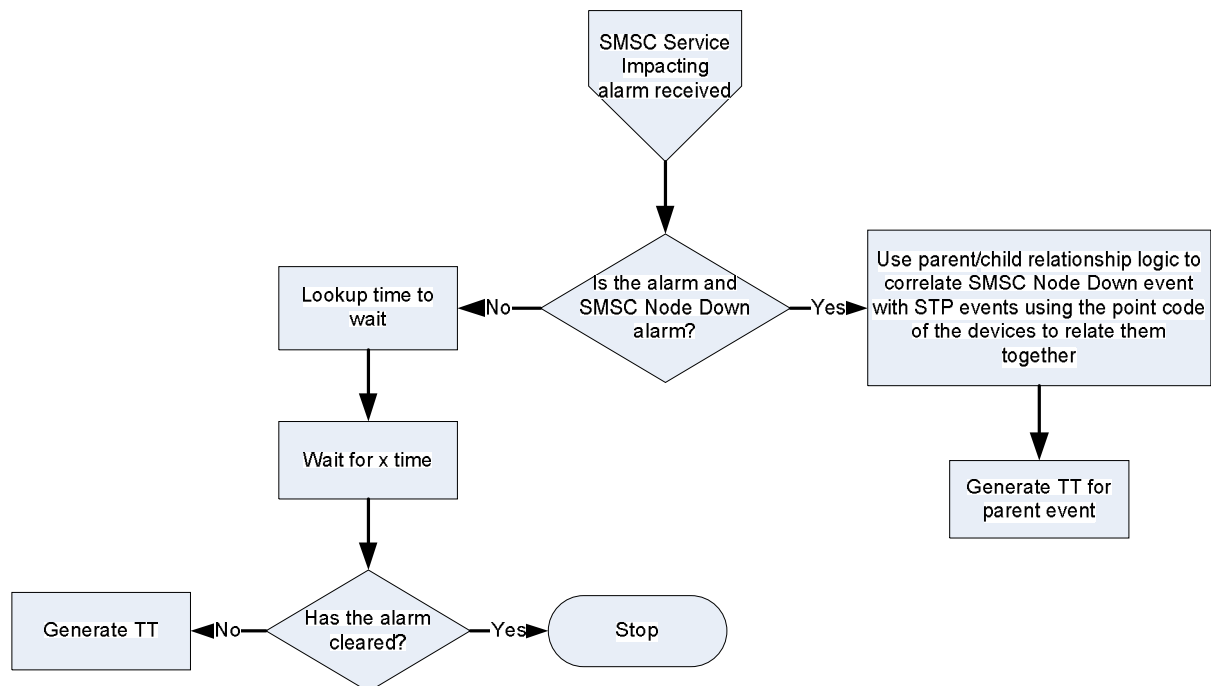 SMSC Service
Impacting
alarm received
Is the alarm and
SMSC Node Down
alarm?
No
Yes
Lookup time to
wait
Use parent/child relationship logic to
correlate SMSC Node Down event
with STP events using the point code
of the devices to relate them
together
Wait for x time
Generate TT for
parent event
Has the alarm
cleared?
No
Yes
Generate TT
Stop